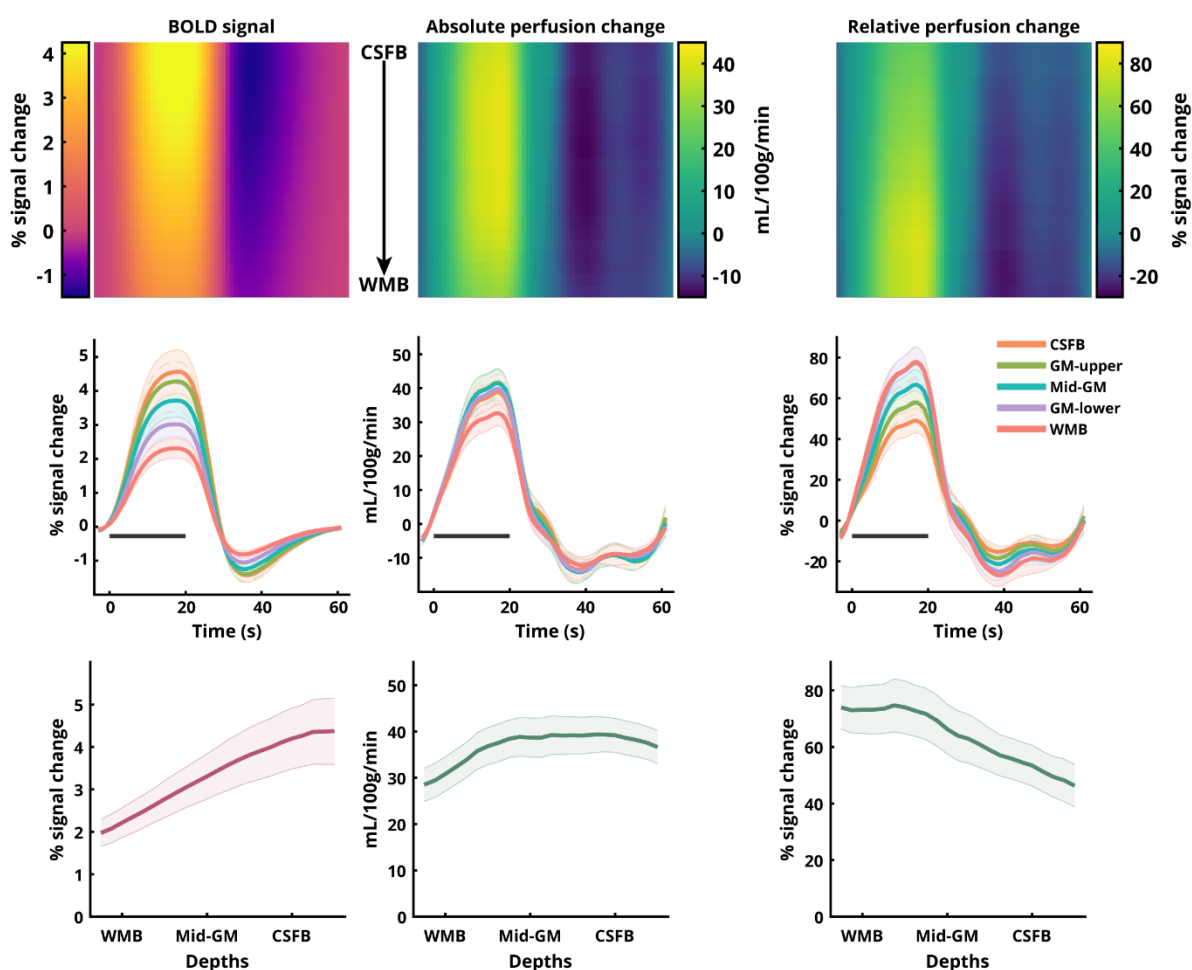 BOLD signal
Absolute perfusion change
Relative perfusion change
% signal change
4
3
2
1
0
-1
CSFB
WMB
40
30
20
10
0
-10
mL/100g/min
80
60
40
20
0
-20
% signal change
% signal change
5
4
3
2
1
0
-1
0
20
40
60
Time (s)
mL/100g/min
50
40
30
20
10
0
-10
0
20
40
60
Time (s)
% signal change
80
60
40
20
0
-20
0
20
40
60
Time (s)
CSFB
GM-upper
Mid-GM
GM-lower
WMB
% signal change
5
4
3
2
1
0
WMB
Mid-GM
CSFB
Depths
mL/100g/min
50
40
30
20
10
0
WMB
Mid-GM
CSFB
Depths
% signal change
80
60
40
20
0
WMB
Mid-GM
CSFB
Depths